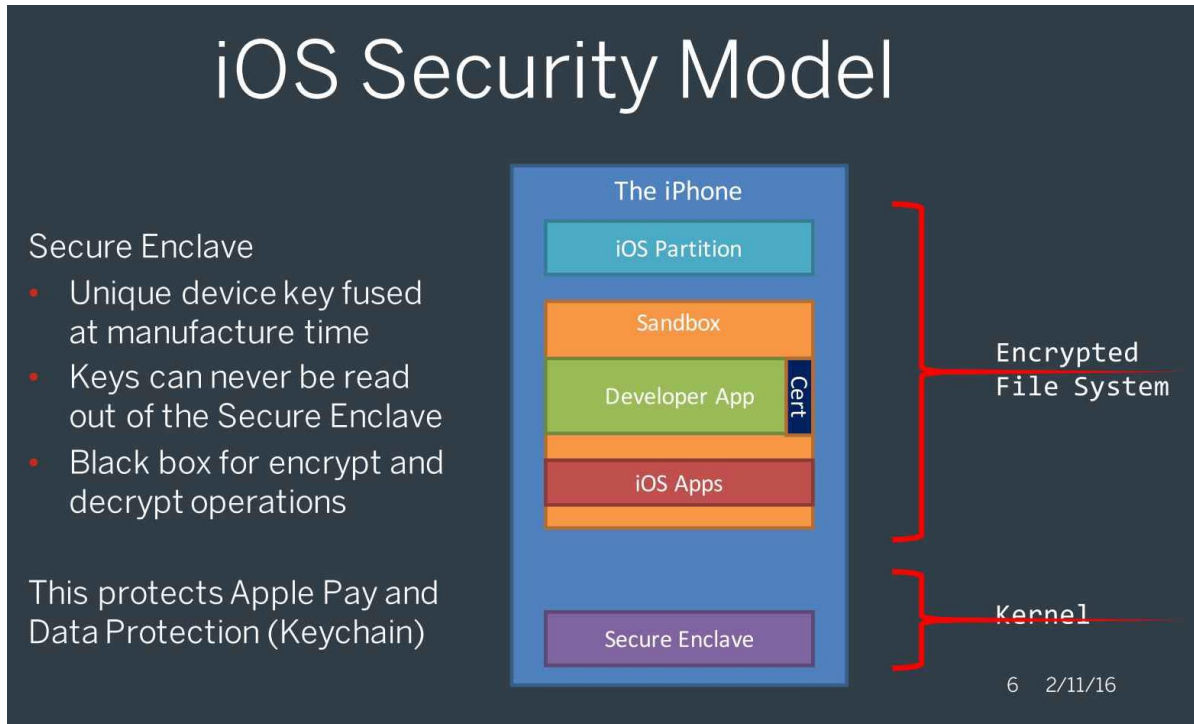 iOS Security Model
Secure Enclave
• Unique device key fused
at manufacture time
• Keys can never be read
out of the Secure Enclave
• Black box for encrypt and
decrypt operations
This protects Apple Pay and
Data Protection (Keychain)
The iPhone
iOS Partition
Sandbox
Developer App
Cert
iOS Apps
Secure Enclave
Encrypted
File System
Kernel
6 2/11/16